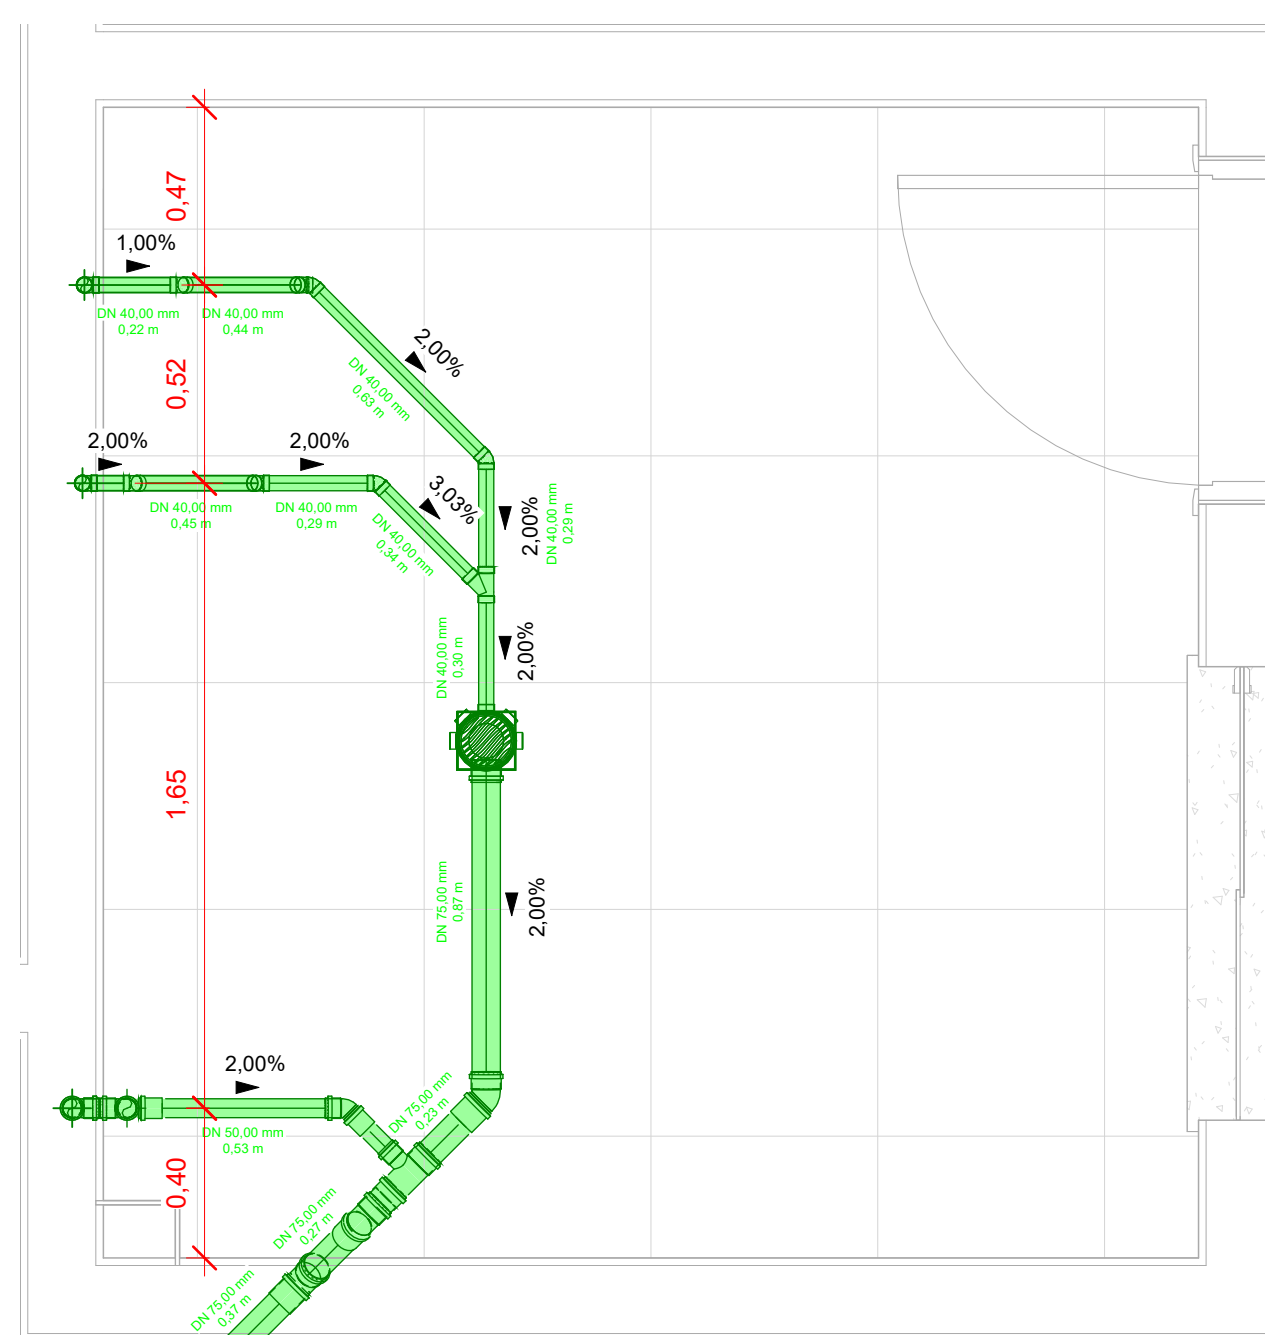 0,47
1,00%
DN 40,00 mm
0,22 m
DN 40,00 mm
0,44 m
2,00%
DN 40,00 mm
0,63 m
0,52
2,00%
2,00%
DN 40,00 mm
0,45 m
DN 40,00 mm
0,29 m
3,03%
DN 40,00 mm
0,34 m
2,00%
DN 40,00 mm
0,29 m
DN 40,00 mm
0,30 m
2,00%
1,65
DN 75,00 mm
0,87 m
2,00%
2,00%
DN 50,00 mm
0,53 m
DN 75,00 mm
0,23 m
0,40
DN 75,00 mm
0,27 m
DN 75,00 mm
0,37 m